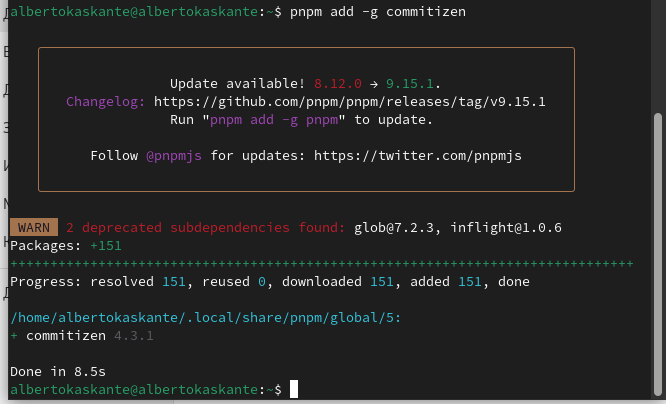 albertokaskante@albertokaskante:~$ pnpm add -g commitizen
Update available! 8.12.0 → 9.15.1.
Changelog: https://github.com/pnpm/pnpm/releases/tag/v9.15.1
Run "pnpm add -g pnpm" to update.
Follow @pnpmjs for updates: https://twitter.com/pnpmjs
WARN 2 deprecated subdependencies found: glob@7.2.3, inflight@1.0.6
Packages: +151
++++++++++++++++++++++++++++++++++++++++++++++++++++++++++++++++++++++++++++++
Progress: resolved 151, reused 0, downloaded 151, added 151, done
/home/albertokaskante/.local/share/pnpm/global/5:
+ commitizen 4.3.1
Done in 8.5s
albertokaskante@albertokaskante:~$